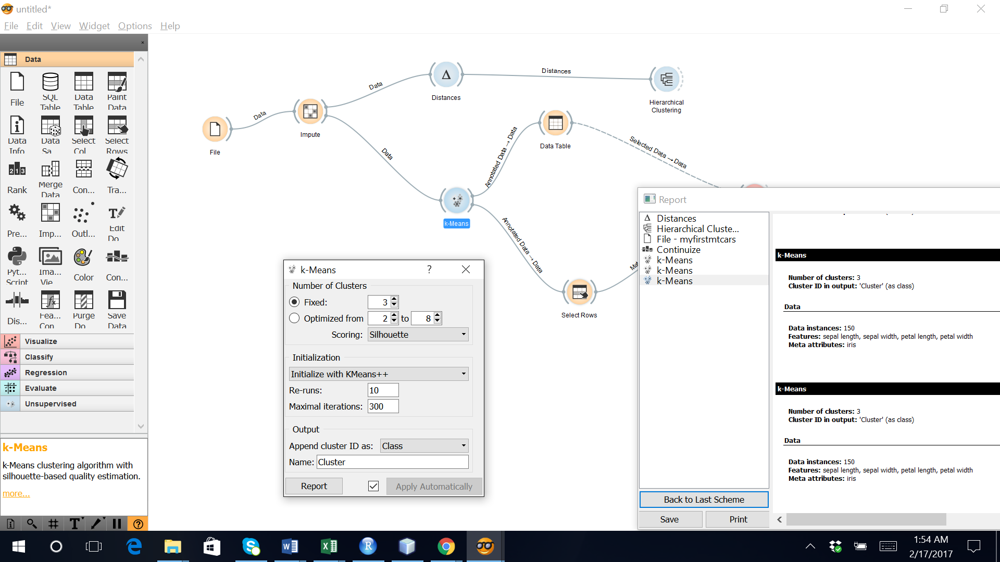 untitled*
File Edit View Widget Options Help
Data
File
SQL Table
Data Table
Paint Data
Data Info
Data Sa...
Select Col...
Select Rows
Rank
Merge Data
Con...
Tra...
Pre...
Imp...
Outl...
Edit Do...
Pyt... Script
Ima... Vie...
Color
Con...
Dis...
Fea... Con...
Purge Do...
Save Data
Visualize
Classify
Regression
Evaluate
Unsupervised
k-Means
k-Means clustering algorithm with
silhouette-based quality estimation.
more...
File
Data
Impute
Data
Distances
Distances
Hierarchical
Clustering
Data
k-Means
Annotated Data → Data
Data Table
Selected Data → Data
Annotated Data → Data
Select Rows
k-Means ?
Number of Clusters
Fixed: 3
Optimized from 2 to 8
Scoring: Silhouette
Initialization
Initialize with KMeans++
Re-runs: 10
Maximal iterations: 300
Output
Append cluster ID as: Class
Name: Cluster
Report
Apply Automatically
Report
Distances
Hierarchical Cluste...
File - myfirstmtcars
Continuize
k-Means
k-Means
k-Means
Back to Last Scheme
Save Print
k-Means
Number of clusters: 3
Cluster ID in output: 'Cluster' (as class)
Data
Data instances: 150
Features: sepal length, sepal width, petal length, petal width
Meta attributes: iris
k-Means
Number of clusters: 3
Cluster ID in output: 'Cluster' (as class)
Data
Data instances: 150
Features: sepal length, sepal width, petal length, petal width
Meta attributes: iris
1:54 AM
2/17/2017